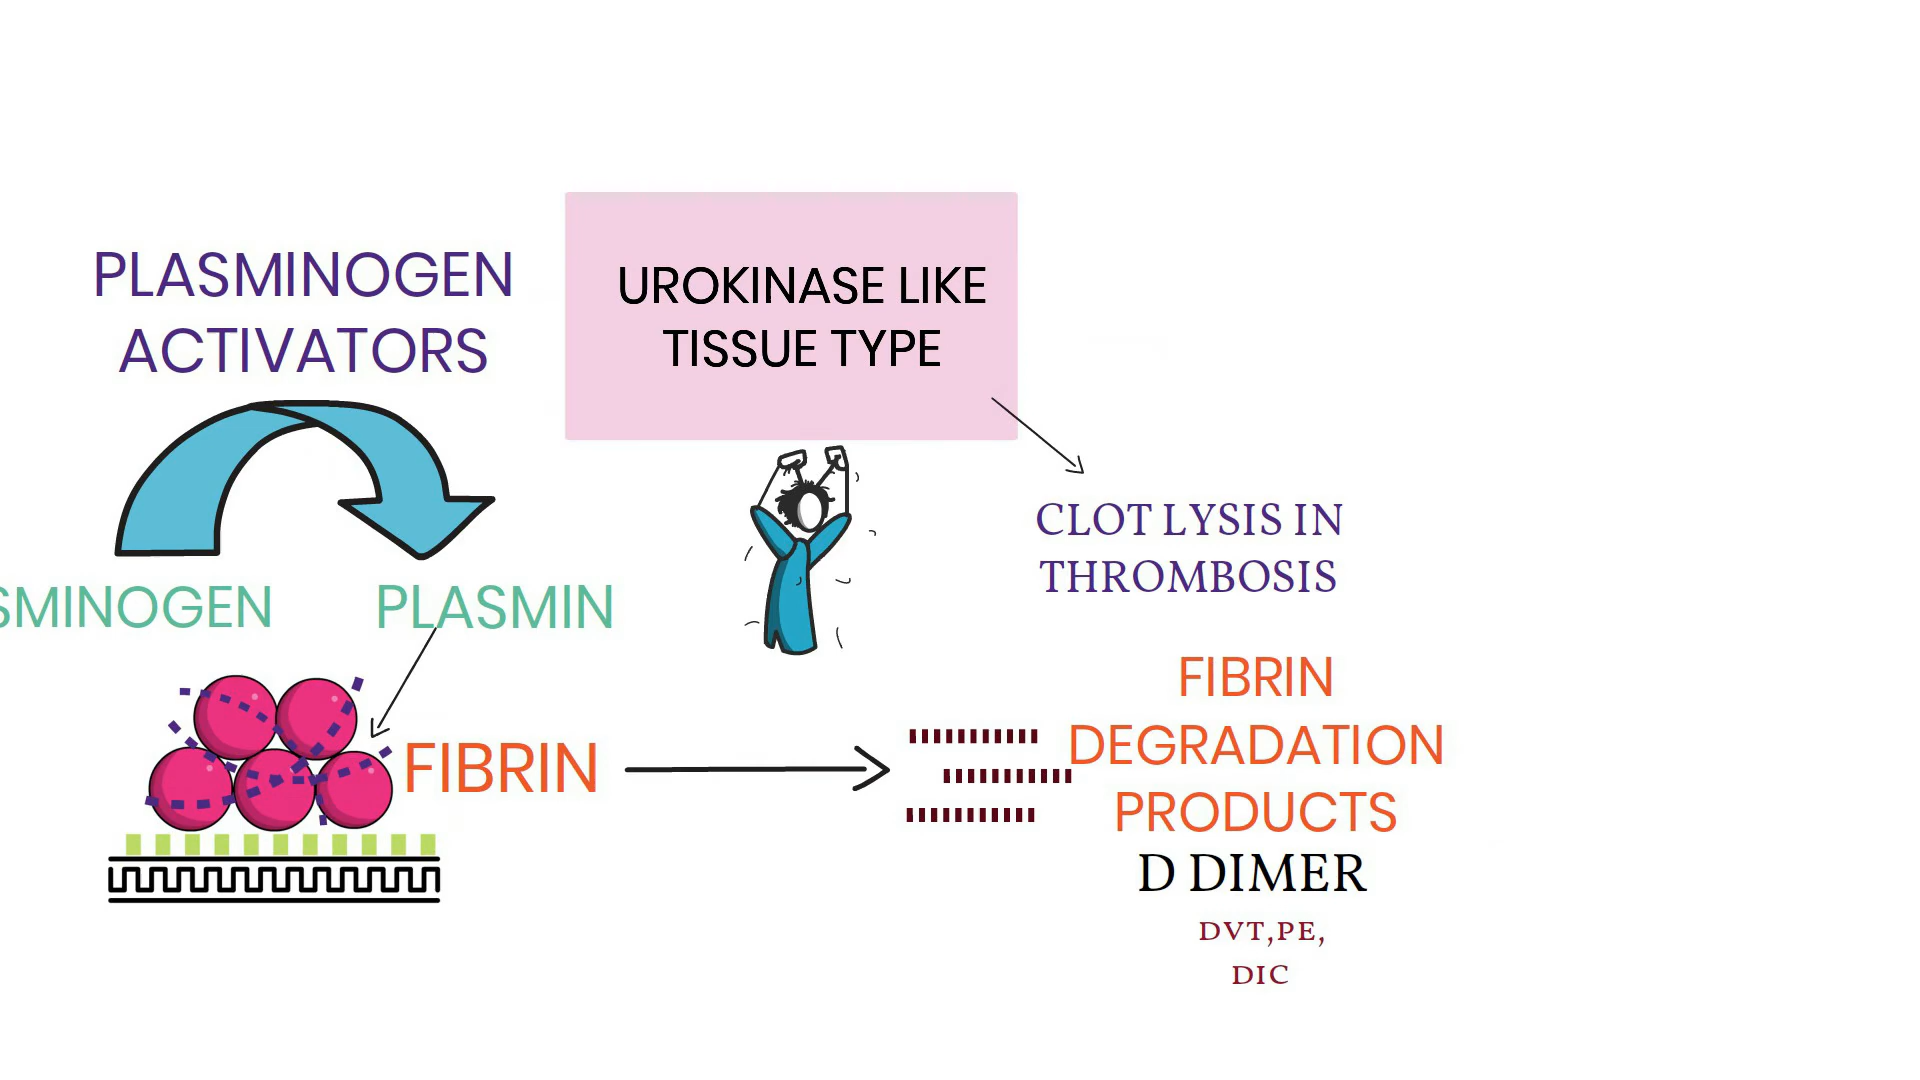 PLASMINOGEN
ACTIVATORS
UROKINASE LIKE
TISSUE TYPE
CLOT LYSIS IN
THROMBOSIS
SMINOGEN
PLASMIN
FIBRIN
FIBRIN
DEGRADATION
PRODUCTS
D DIMER
DVT,PE,
DIC